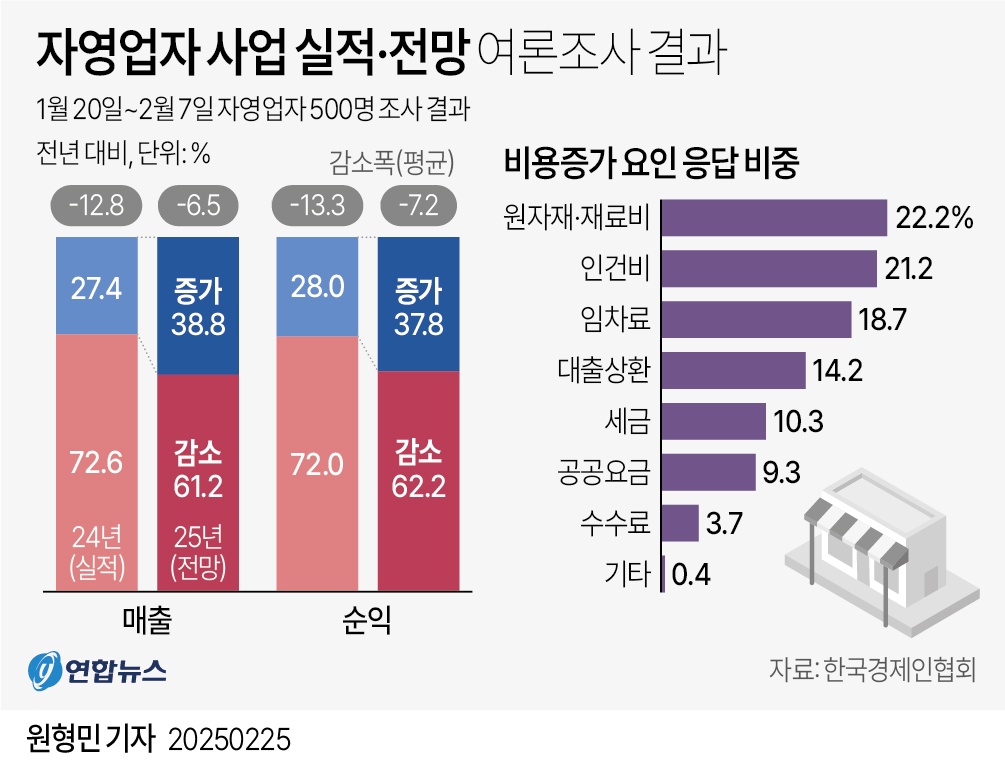 자영업자 사업 실적·전망 여론조사 결과
1월 20일~2월 7일 자영업자 500명 조사 결과
전년 대비, 단위: %
감소폭(평균)
-12.8 -6.5 -13.3 -7.2
27.4 증가 38.8 28.0 증가 37.8
72.6 감소 61.2 72.0 감소 62.2
24년 25년
(실적) (전망)
매출 순익
비용증가 요인 응답 비중
원자재·재료비 22.2%
인건비 21.2
임차료 18.7
대출상환 14.2
세금 10.3
공공요금 9.3
수수료 3.7
기타 0.4
연합뉴스
자료: 한국경제인협회
원형민 기자 20250225